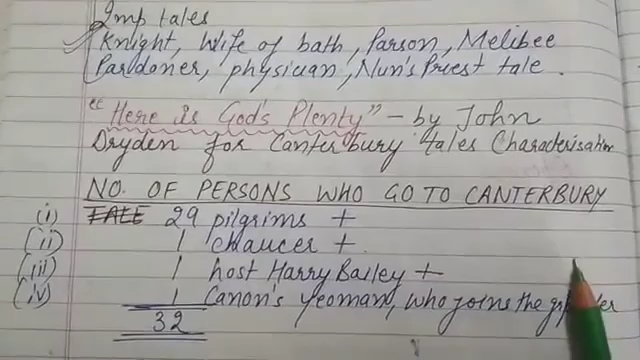 Imp tales
Knight, Wife of bath, Parson, Melibee
Pardoner, physician, Nun's Priest tale.
"Here is God's Plenty" - by John
Dryden for Canterbury tales Characterisation
NO. OF PERSONS WHO GO TO CANTERBURY
(i) TALE 29 pilgrims +
(ii) 1 Chaucer +
(iii) 1 host Harry Bailey +
(iv) 1 Canon's yeoman, who joins the
32